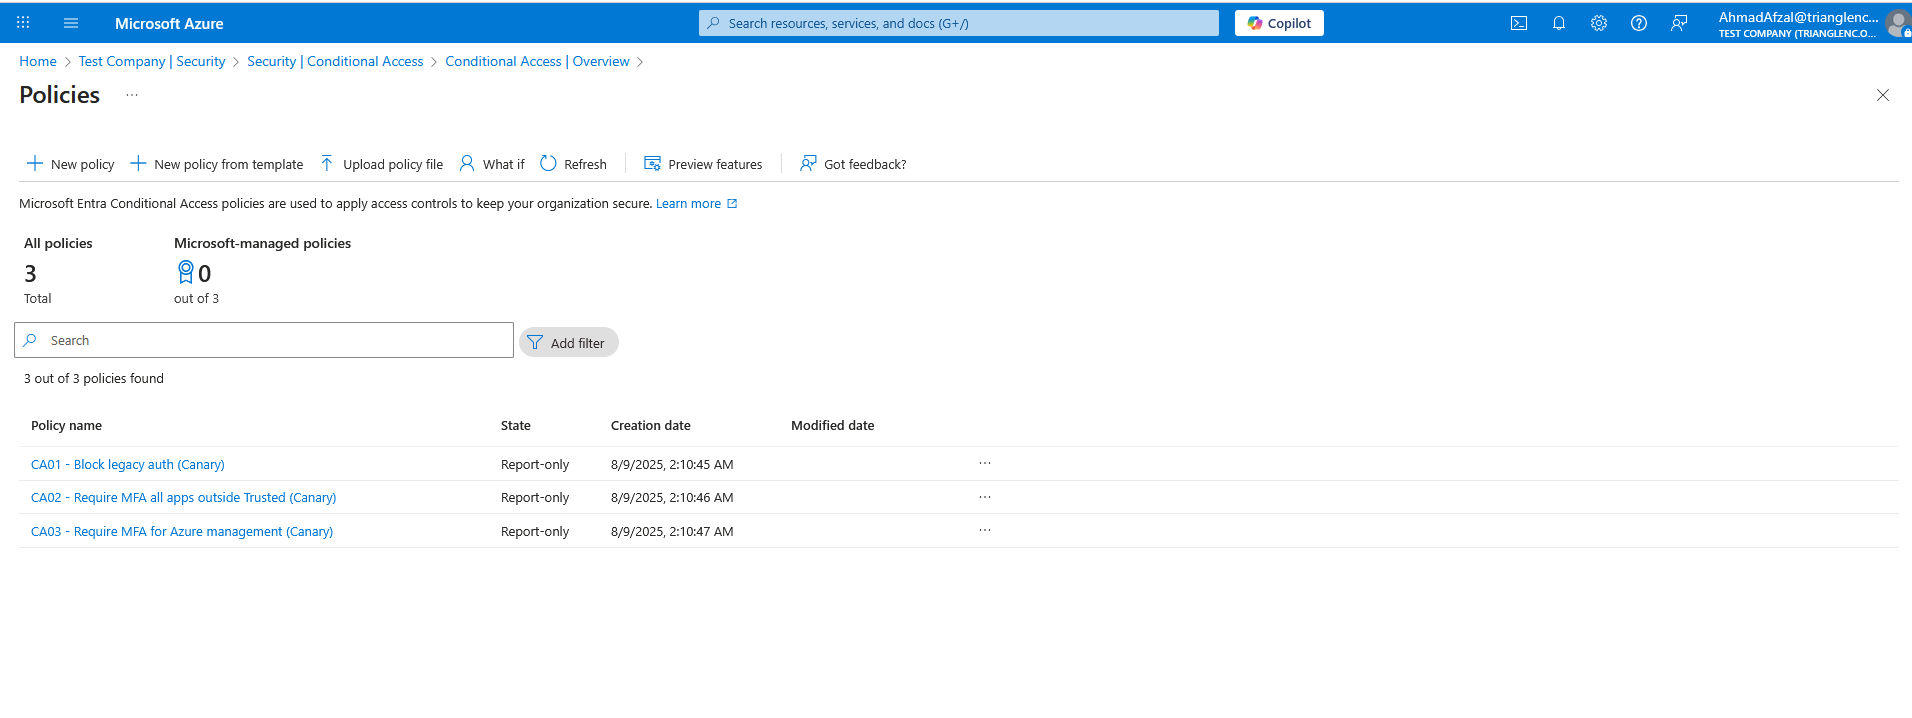 Microsoft Azure
Search resources, services, and docs (G+/)
Copilot
AhmadAfzal@trianglenc...
TEST COMPANY (TRIANGLENC.O...
Home > Test Company | Security > Security | Conditional Access > Conditional Access | Overview >
Policies ...
New policy New policy from template Upload policy file What if Refresh Preview features Got feedback?
Microsoft Entra Conditional Access policies are used to apply access controls to keep your organization secure. Learn more
All policies Microsoft-managed policies
3 0
Total out of 3
Search Add filter
3 out of 3 policies found
Policy name State Creation date Modified date
CA01 - Block legacy auth (Canary) Report-only 8/9/2025, 2:10:45 AM ...
CA02 - Require MFA all apps outside Trusted (Canary) Report-only 8/9/2025, 2:10:46 AM ...
CA03 - Require MFA for Azure management (Canary) Report-only 8/9/2025, 2:10:47 AM ...